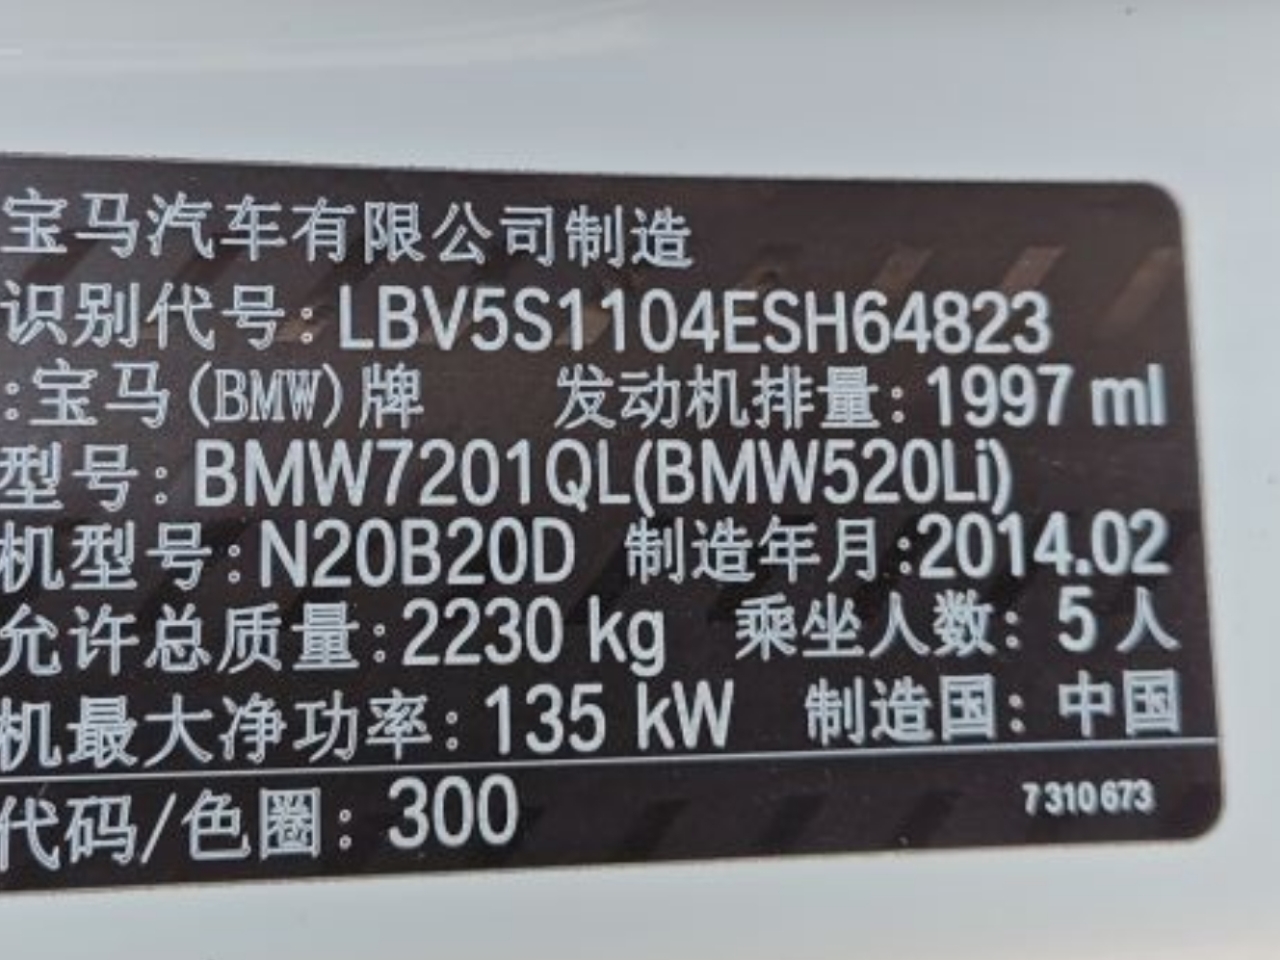 宝马汽车有限公司制造
识别代号:LBV5S1104ESH64823
:宝马(BMW)牌 发动机排量:1997 ml
型号:BMW7201QL(BMW520Li)
机型号:N20B20D 制造年月:2014.02
允许总质量:2230 kg 乘坐人数:5人
机最大净功率:135 kW 制造国:中国
代码/色圈:300 7 310 673